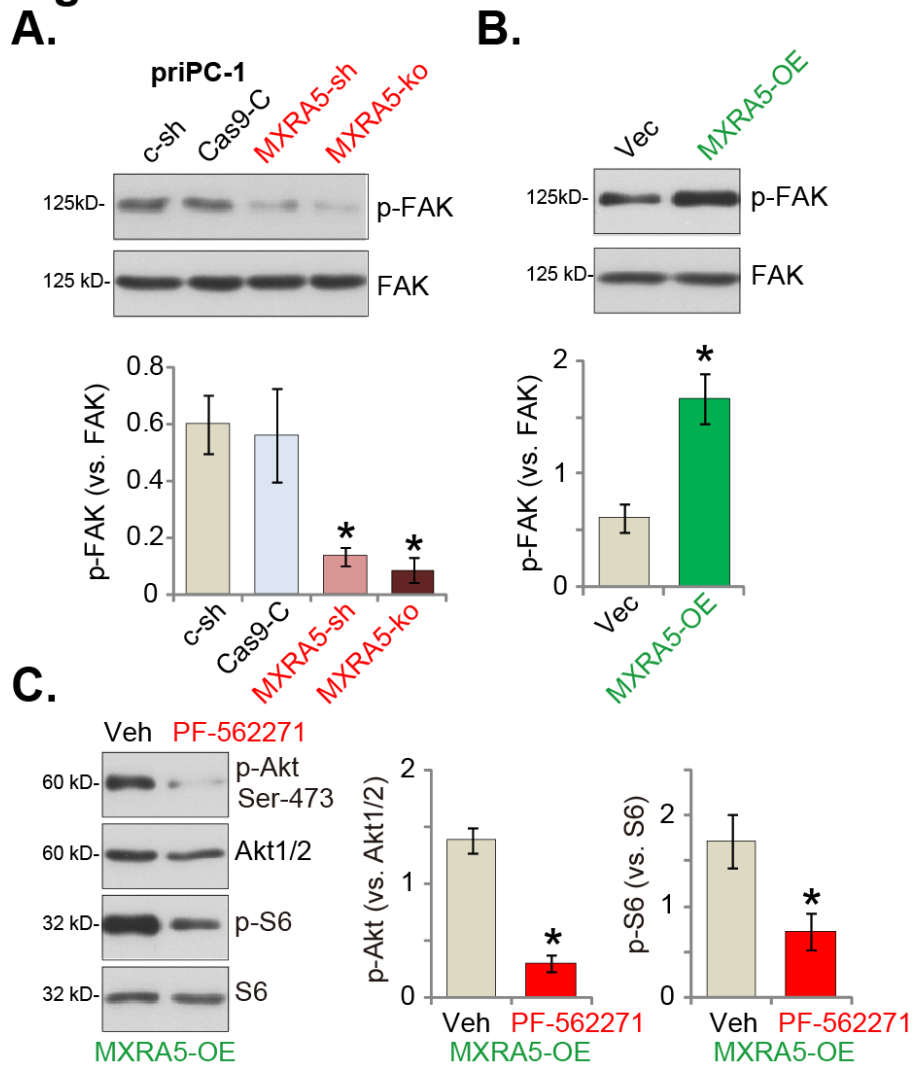 A.
priPC-1
c-sh
Cas9-C
MXRA5-sh
MXRA5-ko
125kD-
p-FAK
125 kD-
FAK
p-FAK (vs. FAK)
0.8
0.6
0.4
0.2
0
*
*
c-sh
Cas9-C
MXRA5-sh
MXRA5-ko
B.
Vec
MXRA5-OE
125kD-
p-FAK
125 kD-
FAK
p-FAK (vs. FAK)
2
1
0
*
Vec
MXRA5-OE
C.
Veh PF-562271
60 kD-
p-Akt
Ser-473
60 kD-
Akt1/2
32 kD-
p-S6
32 kD-
S6
MXRA5-OE
p-Akt (vs. Akt1/2)
2
1
0
*
Veh PF-562271
MXRA5-OE
p-S6 (vs. S6)
2
1
0
*
Veh PF-562271
MXRA5-OE